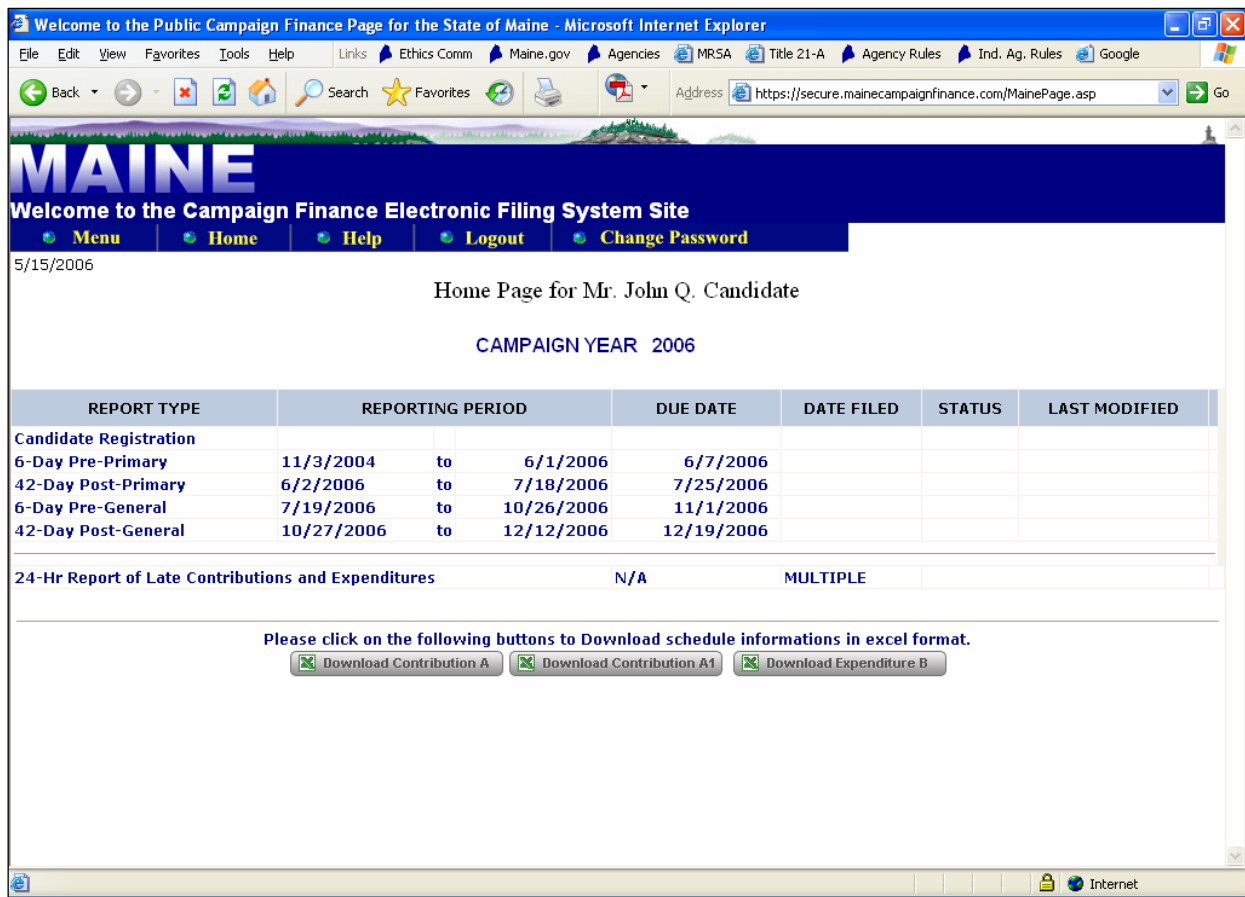 Welcome to the Public Campaign Finance Page for the State of Maine - Microsoft Internet Explorer
File Edit View Favorites Tools Help Links Ethics Comm Maine.gov Agencies MRSA Title 21-A Agency Rules Ind. Ag. Rules Google
Back Search Favorites Address https://secure.mainecampaignfinance.com/MainePage.asp Go
MAINE
Welcome to the Campaign Finance Electronic Filing System Site
Menu Home Help Logout Change Password
5/15/2006
Home Page for Mr. John Q. Candidate
CAMPAIGN YEAR 2006
REPORT TYPE REPORTING PERIOD DUE DATE DATE FILED STATUS LAST MODIFIED
Candidate Registration
6-Day Pre-Primary 11/3/2004 to 6/1/2006 6/7/2006
42-Day Post-Primary 6/2/2006 to 7/18/2006 7/25/2006
6-Day Pre-General 7/19/2006 to 10/26/2006 11/1/2006
42-Day Post-General 10/27/2006 to 12/12/2006 12/19/2006
24-Hr Report of Late Contributions and Expenditures N/A MULTIPLE
Please click on the following buttons to Download schedule informations in excel format.
Download Contribution A Download Contribution A1 Download Expenditure B
Internet